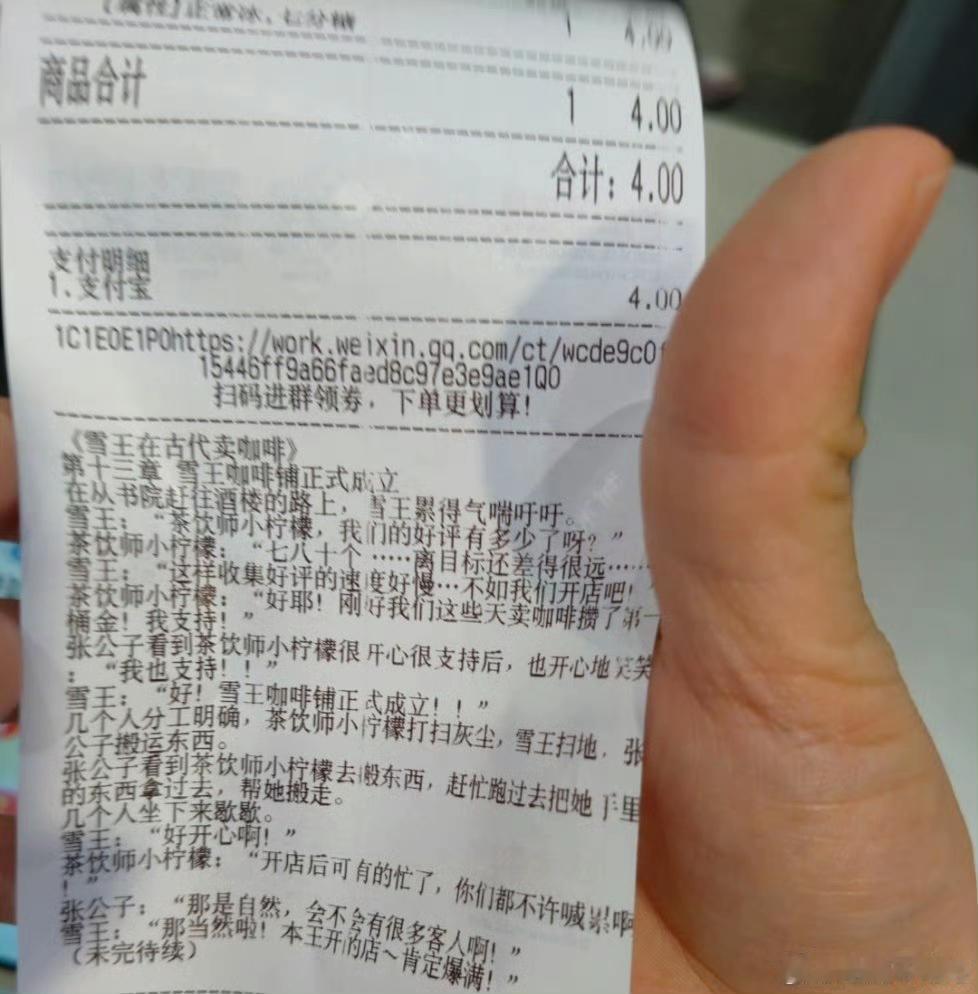 [属性]正常冰，七分糖 1 4.00
商品合计 1 4.00
合计：4.00
支付明细
1、支付宝 4.00
1C1E0E1P0https://work.weixin.qq.com/ct/wcde9c0f
15446ff9a66faed8c97e3e9ae1Q0
扫码进群领券，下单更划算！
《雪王在古代卖咖啡》
第十三章 雪王咖啡铺正式成立
在从书院赶往酒楼的路上，雪王累得气喘吁吁。
雪王：“茶饮师小柠檬，我们的好评有多少了呀？”
茶饮师小柠檬：“七八十个……离目标还差得很远……
雪王：“这样收集好评的速度好慢…不如我们开店吧！
茶饮师小柠檬：“好耶！刚好我们这些天卖咖啡攒了第一
桶金！我支持！”
张公子看到茶饮师小柠檬很开心很支持后，也开心地笑笑
：“我也支持！！”
雪王：“好！雪王咖啡铺正式成立！！”
几个人分工明确，茶饮师小柠檬打扫灰尘，雪王扫地，张
公子搬运东西。
张公子看到茶饮师小柠檬去搬东西，赶忙跑过去把她手里
的东西拿过去，帮她搬走。
几个人坐下来歇歇。
雪王：“好开心啊！”
茶饮师小柠檬：“开店后可有的忙了，你们都不许喊累啊
！”
张公子：“那是自然，会不会有很多客人啊！”
雪王：“那当然啦！本王开的店～肯定爆满！”
（未完待续）